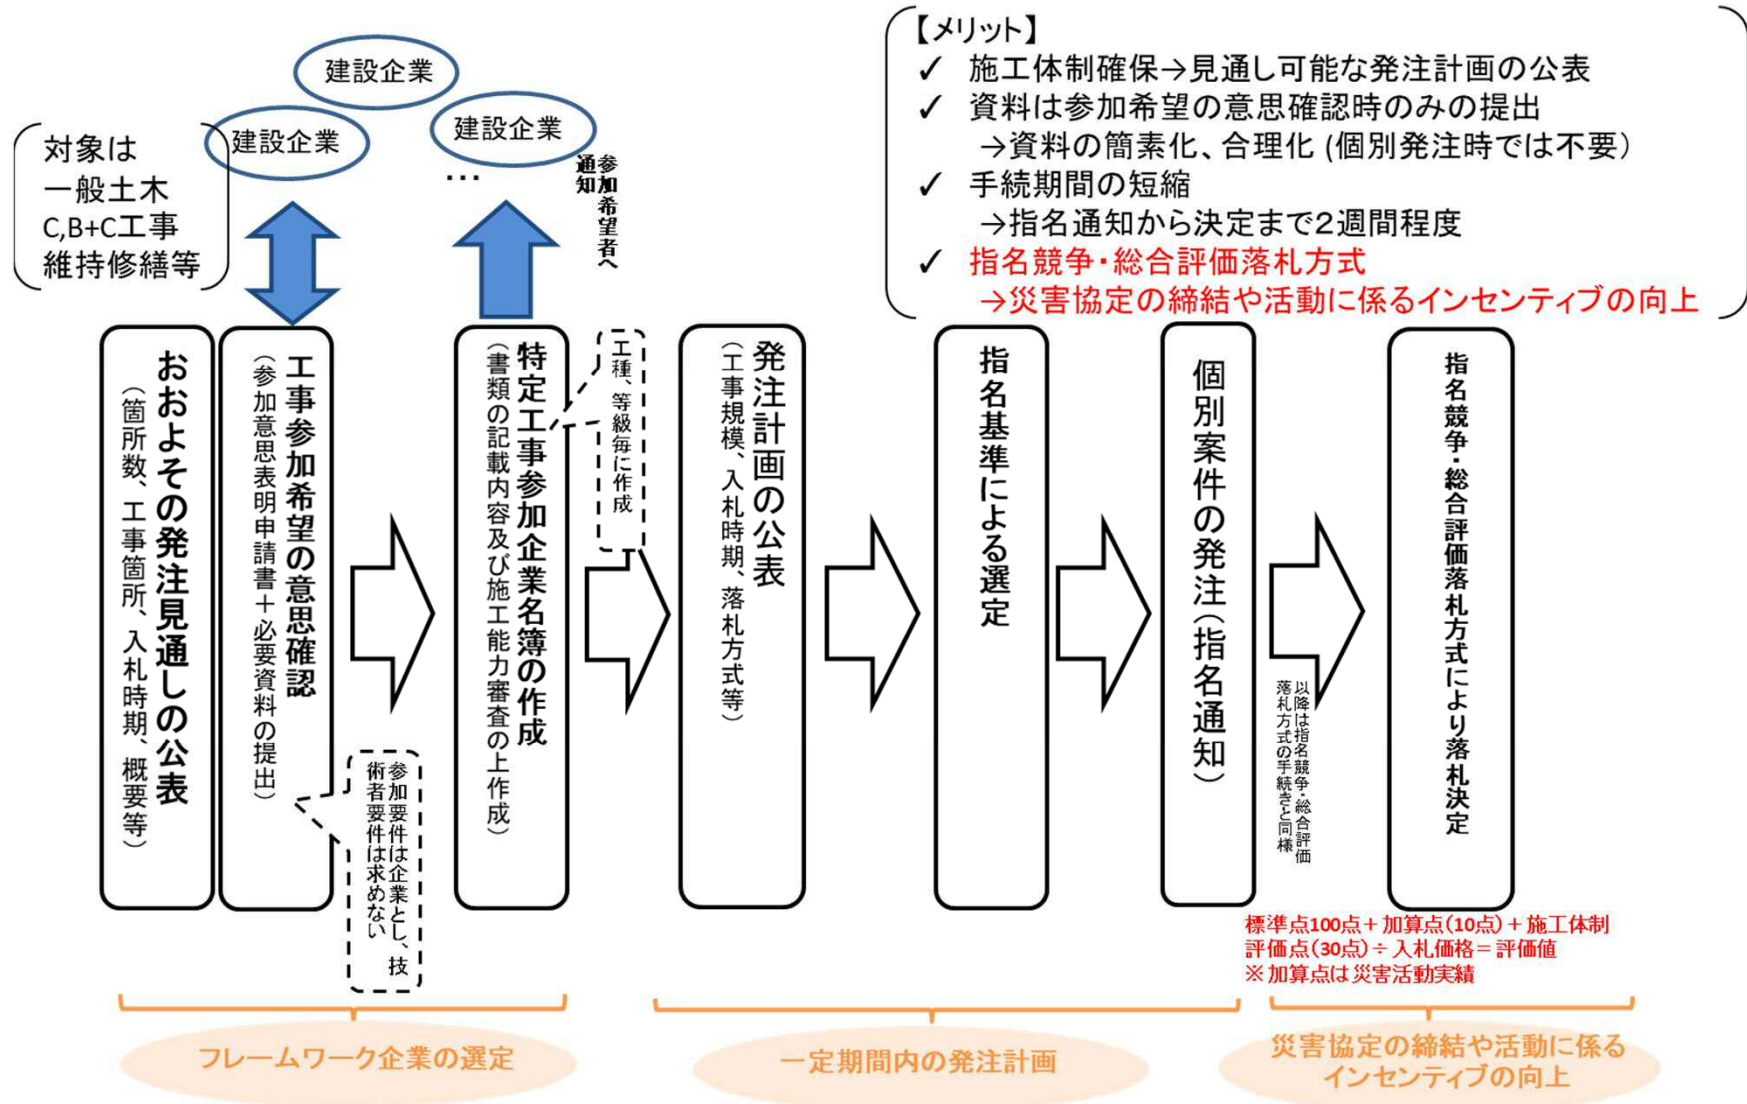 建設企業
建設企業
建設企業
…
対象は
一般土木
C,B+C工事
維持修繕等
参加希望者へ
通知
【メリット】
✓ 施工体制確保→見通し可能な発注計画の公表
✓ 資料は参加希望の意思確認時のみの提出
→資料の簡素化、合理化 (個別発注時では不要)
✓ 手続期間の短縮
→指名通知から決定まで2週間程度
✓ 指名競争・総合評価落札方式
→災害協定の締結や活動に係るインセンティブの向上
おおよその発注見通しの公表
(箇所数、工事箇所、入札時期、概要等)
工事参加希望の意思確認
(参加意思表明申請書+必要資料の提出)
参加要件は企業とし、技
術者要件は求めない
特定工事参加企業名簿の作成
(書類の記載内容及び施工能力審査の上作成)
工種、等級毎に作成
発注計画の公表
(工事規模、入札時期、落札方式等)
指名基準による選定
個別案件の発注(指名通知)
以降は指名競争・総合評価
落札方式の手続きと同様
指名競争・総合評価落札方式により落札決定
標準点100点+加算点(10点)+施工体制
評価点(30点)÷入札価格=評価値
※加算点は災害活動実績
フレームワーク企業の選定
一定期間内の発注計画
災害協定の締結や活動に係る
インセンティブの向上